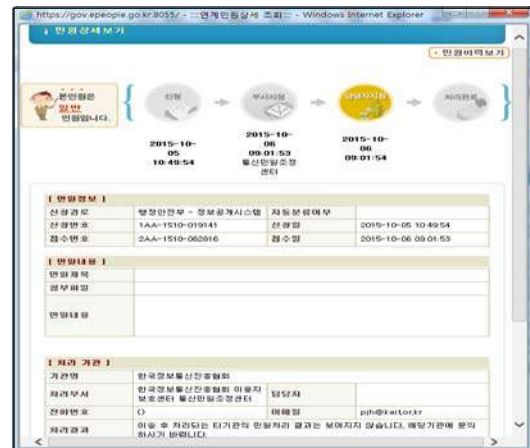 https://gov.epeople.go.kr:8055/ - :::연계민원상세 조회::: - Windows Internet Explorer
민원상세보기
민원이력보기
본민원은
일반
민원입니다.
신청
부서지정
담당자지정
처리완료
2015-10-
05
10:49:54
2015-10-
06
09:01:53
통신민원조정
센터
2015-10-
06
09:01:54
[ 민원정보 ]
신청경로 행정안전부 - 정보공개시스템 자동분류여부
신청번호 1AA-1510-019141 신청일 2015-10-05 10:49:54
접수번호 2AA-1510-062816 접수일 2015-10-06 09:01:53
[ 민원내용 ]
민원제목
첨부파일
민원내용
[ 처리 기관 ]
기관명 한국정보통신진흥협회
처리부서 한국정보통신진흥협회 이용자
보호센터 통신민원조정센터 담당자
전화번호 () 이메일 pjh@kaitor.kr
처리결과 이송 후 처리되는 타기관의 민원처리 결과는 보여지지 않습니다. 해당기관에 문의
하시기 바랍니다.